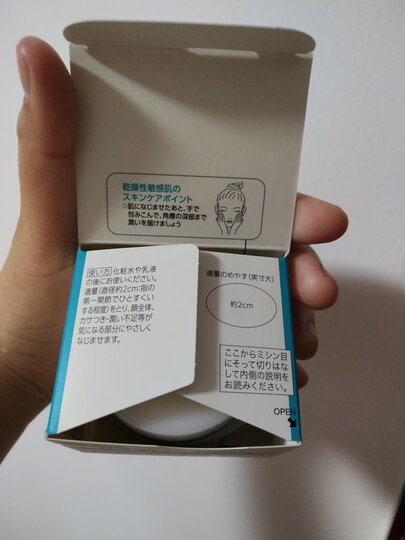 乾燥性敏感肌の
スキンケアポイント
○肌になじませたあと、手で
包みこんで、角層の深部まで
潤いを届けましょう
使い方 化粧水や乳液
の後にお使いください。
適量(直径約2cm:指の
第一関節でひとすくい
する程度)をとり、顔全体、
カサつき・潤い不足等が
気になる部分にやさしく
なじませます。
適量のめやす(実寸大)
約2cm
ここからミシン目
にそって切りはな
して内側の説明を
お読みください。
OPEN